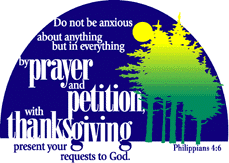 Do not be anxious
about anything
but in everything
by prayer
and
petition,
with
thanksgiving
present your
requests to God.
Philippians 4:6